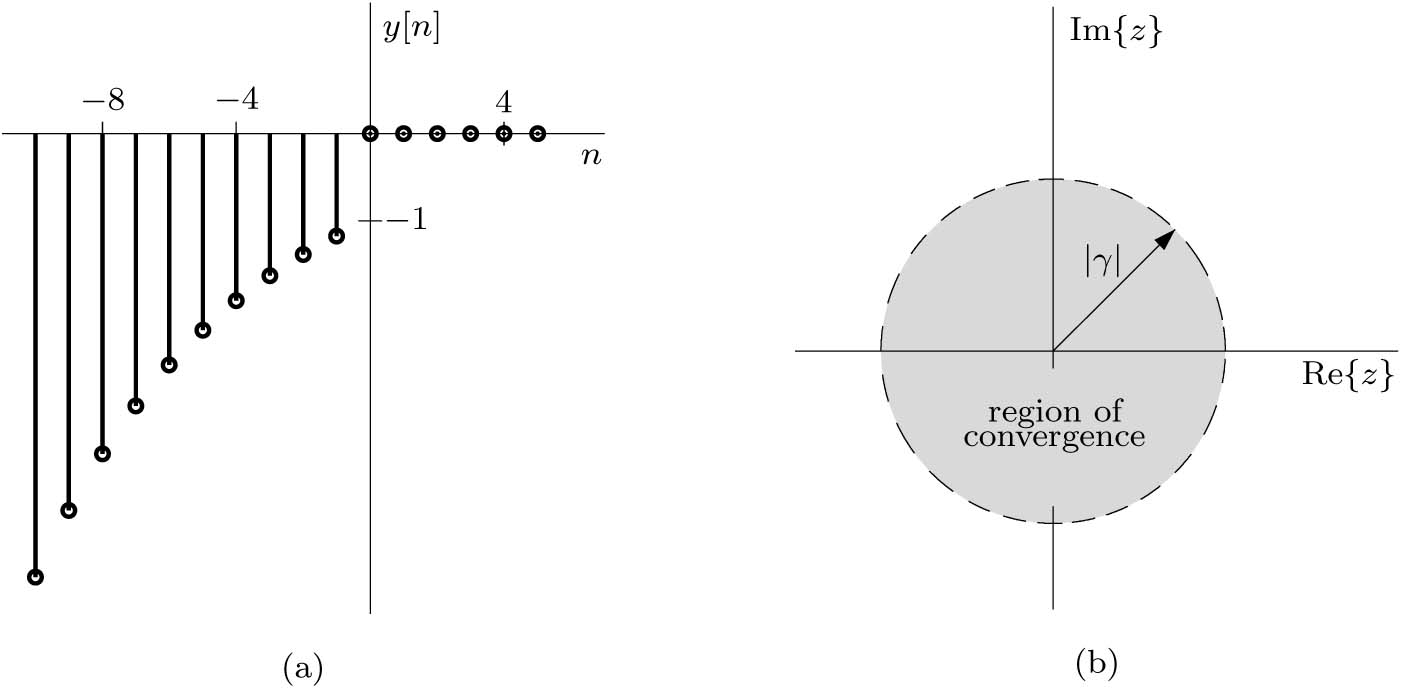 y[n]
−8
−4
4
n
−1
(a)
Im{z}
|γ|
Re{z}
region of
convergence
(b)